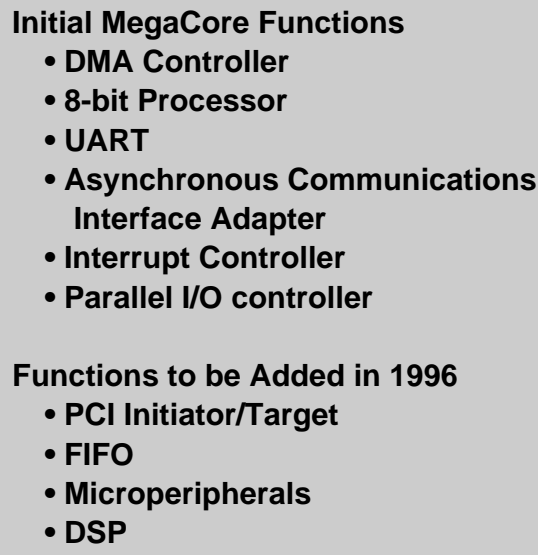 Initial MegaCore Functions
• DMA Controller
• 8-bit Processor
• UART
• Asynchronous Communications
Interface Adapter
• Interrupt Controller
• Parallel I/O controller
Functions to be Added in 1996
• PCI Initiator/Target
• FIFO
• Microperipherals
• DSP